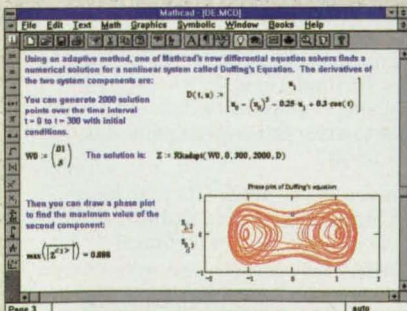 Mathcad - [DE.MCD]
File Edit Text Math Graphics Symbolic Window Books Help
Using an adaptive method, one of Mathcad's new differential equation solvers finds a
numerical solution for a nonlinear system called Duffing's Equation. The derivatives of
the two system components are:
You can generate 2000 solution
points over the time interval
t = 0 to t = 300 with initial
conditions.
The solution is: Z := Rkadapt(W0, 0, 300, 2000, D)
Then you can draw a phase plot
to find the maximum value of the
second component:
Phase plot of Duffing's equation
-2 -1 0 1 2
Page 3 auto